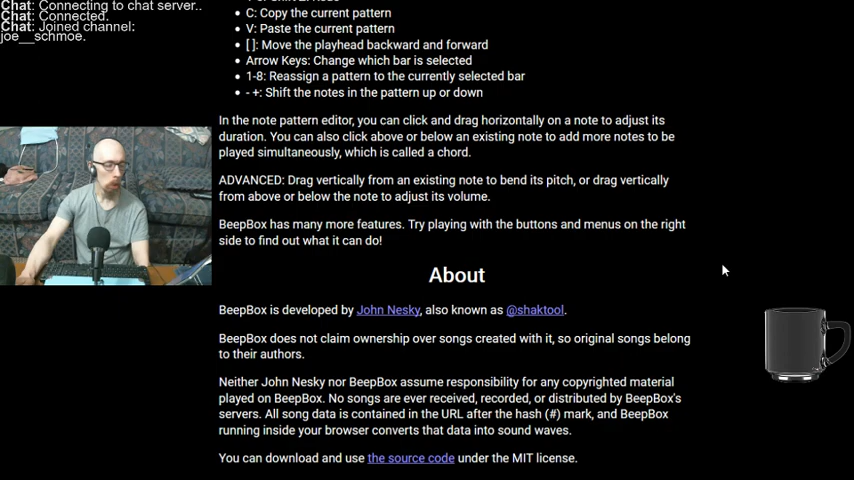 Chat: Connecting to chat server..
Chat: Connected.
Chat: Joined channel:
joe__schmoe.
C: Copy the current pattern
V: Paste the current pattern
[ ]: Move the playhead backward and forward
Arrow Keys: Change which bar is selected
1-8: Reassign a pattern to the currently selected bar
- +: Shift the notes in the pattern up or down
In the note pattern editor, you can click and drag horizontally on a note to adjust its
duration. You can also click above or below an existing note to add more notes to be
played simultaneously, which is called a chord.
ADVANCED: Drag vertically from an existing note to bend its pitch, or drag vertically
from above or below the note to adjust its volume.
BeepBox has many more features. Try playing with the buttons and menus on the right
side to find out what it can do!
About
BeepBox is developed by John Nesky, also known as @shaktool.
BeepBox does not claim ownership over songs created with it, so original songs belong
to their authors.
Neither John Nesky nor BeepBox assume responsibility for any copyrighted material
played on BeepBox. No songs are ever received, recorded, or distributed by BeepBox's
servers. All song data is contained in the URL after the hash (#) mark, and BeepBox
running inside your browser converts that data into sound waves.
You can download and use the source code under the MIT license.